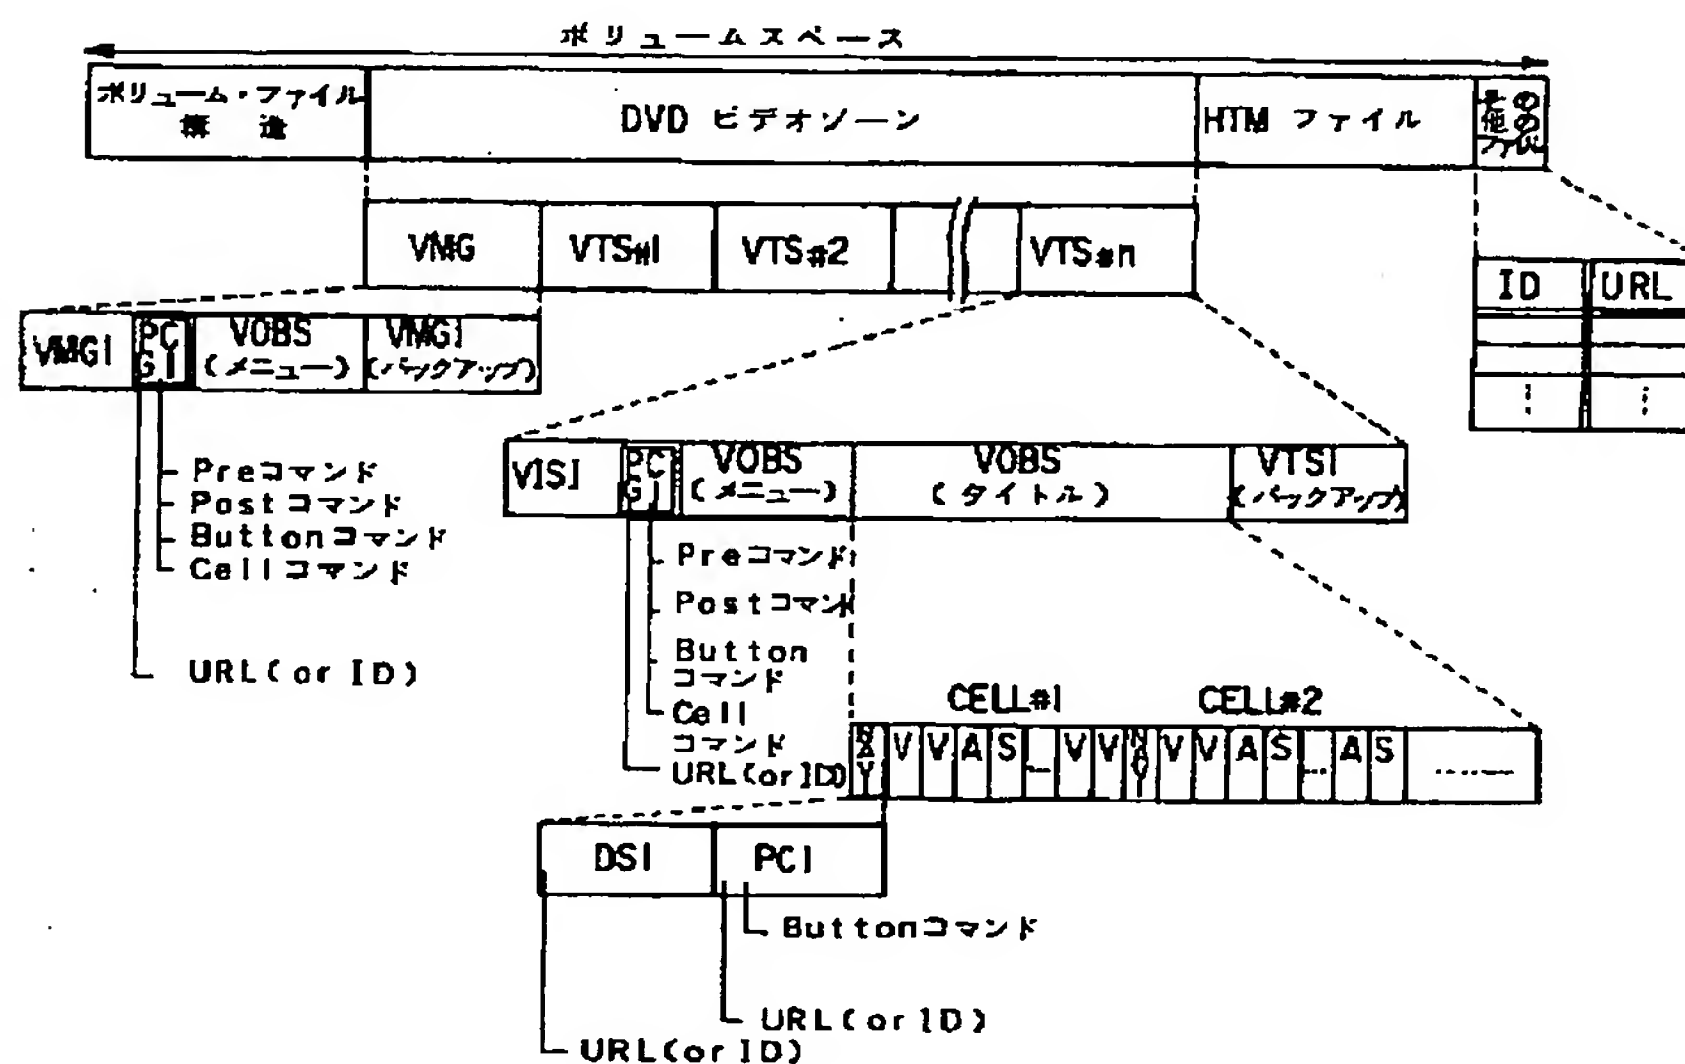 ボリュームスペース
ボリューム・ファイル
構造
DVD ビデオゾーン
HTM ファイル
その
他の
ファイル
VMG
VTS#1
VTS#2
VTS#n
ID
URL
VMGI
PC
GI
VOBS
(メニュー)
VMGI
(バックアップ)
Preコマンド
Postコマンド
Buttonコマンド
Cellコマンド
URL(or ID)
VTSI
PC
GI
VOBS
(メニュー)
VOBS
(タイトル)
VTSI
(バックアップ)
Preコマンド
Postコマンド
Button
コマンド
Cell
コマンド
URL(or ID)
CELL#1
CELL#2
NAVI V V A S … V V NAVI V V A S … A S ………
DSI
PCI
Buttonコマンド
URL(or ID)
URL(or ID)